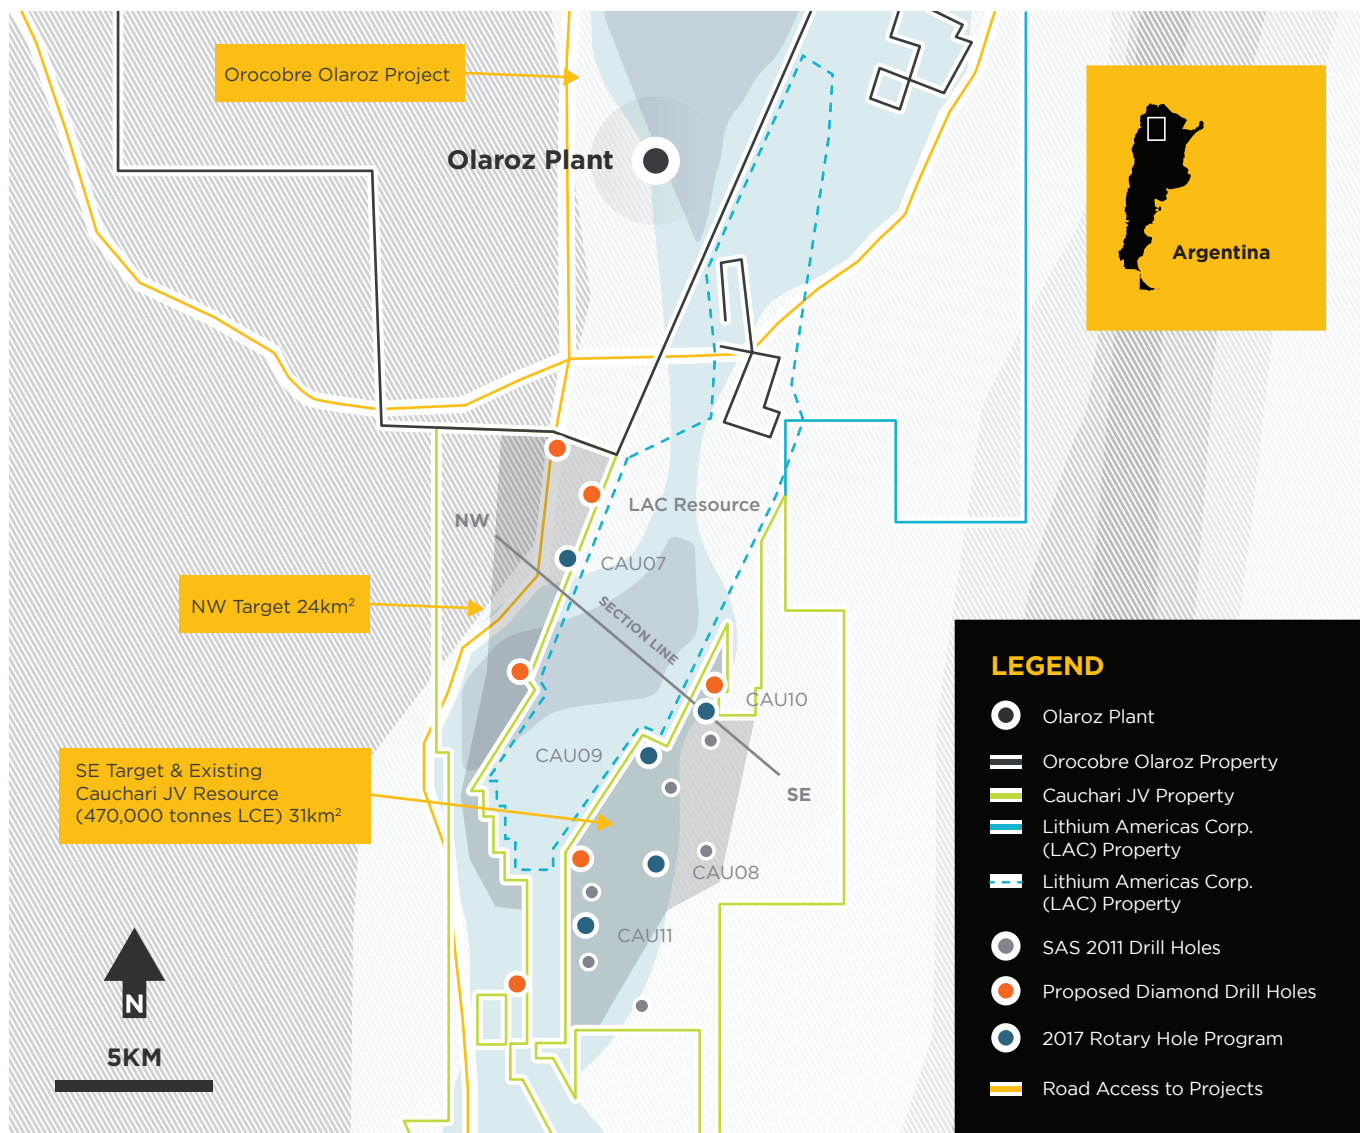 Orocobre Olaroz Project
Olaroz Plant
Argentina
NW
LAC Resource
CAU07
SECTION LINE
NW Target 24km²
CAU10
CAU09
SE
SE Target & Existing
Cauchari JV Resource
(470,000 tonnes LCE) 31km²
CAU08
CAU11
N
5KM
LEGEND
Olaroz Plant
Orocobre Olaroz Property
Cauchari JV Property
Lithium Americas Corp.
(LAC) Property
Lithium Americas Corp.
(LAC) Property
SAS 2011 Drill Holes
Proposed Diamond Drill Holes
2017 Rotary Hole Program
Road Access to Projects